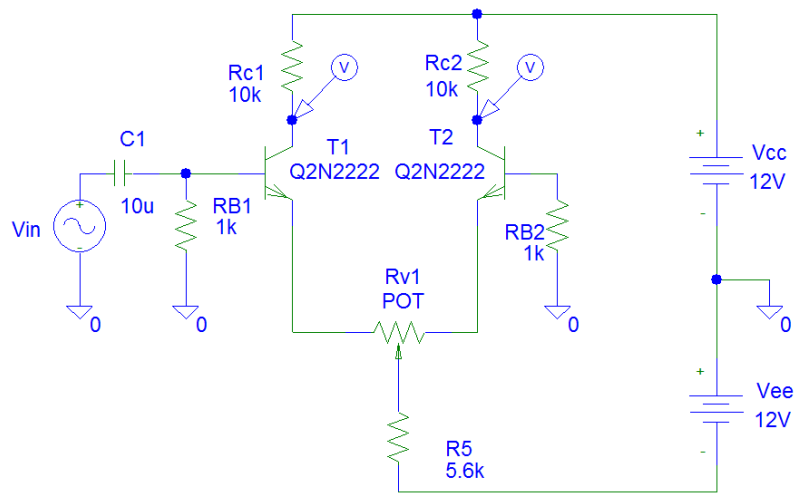 Rc1
10k
V
Rc2
10k
V
C1
10u
T1
Q2N2222
T2
Q2N2222
+
Vcc
12V
-
Vin
+
-
RB1
1k
RB2
1k
Rv1
POT
0
0
0
0
+
Vee
12V
-
R5
5.6k